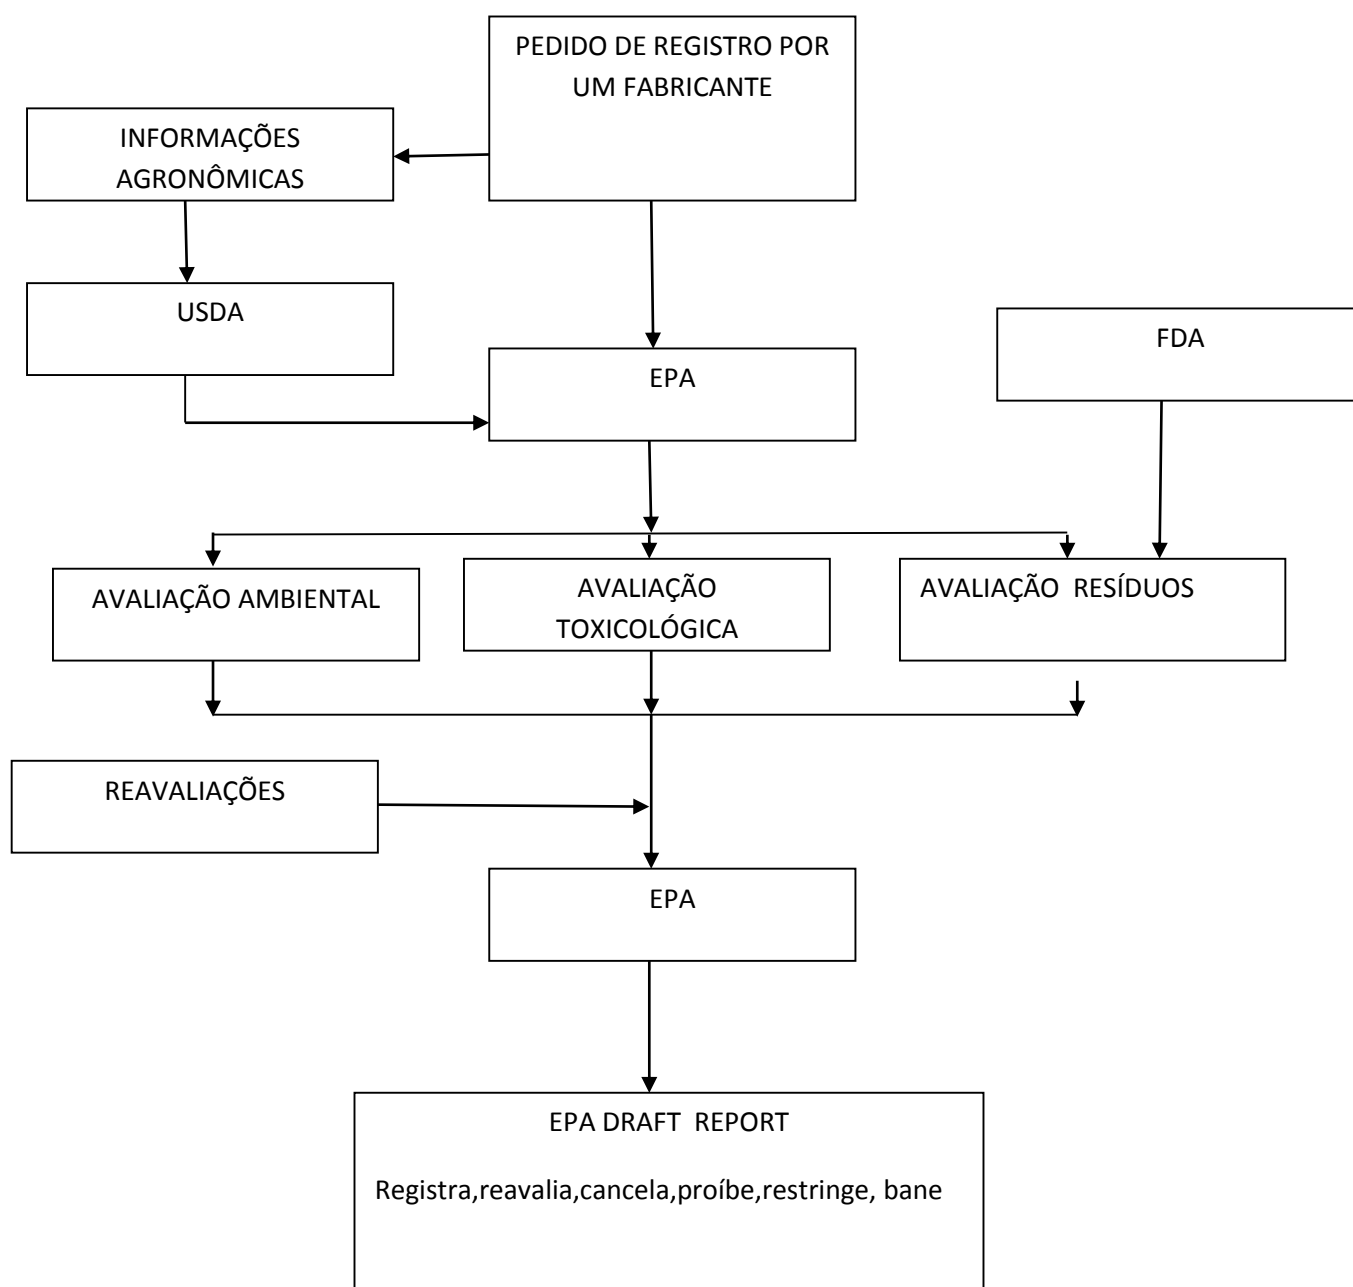 PEDIDO DE REGISTRO POR
UM FABRICANTE
INFORMAÇÕES
AGRONÔMICAS
USDA
FDA
EPA
AVALIAÇÃO AMBIENTAL
AVALIAÇÃO
TOXICOLÓGICA
AVALIAÇÃO  RESÍDUOS
REAVALIAÇÕES
EPA
EPA DRAFT  REPORT
Registra,reavalia,cancela,proíbe,restringe, bane